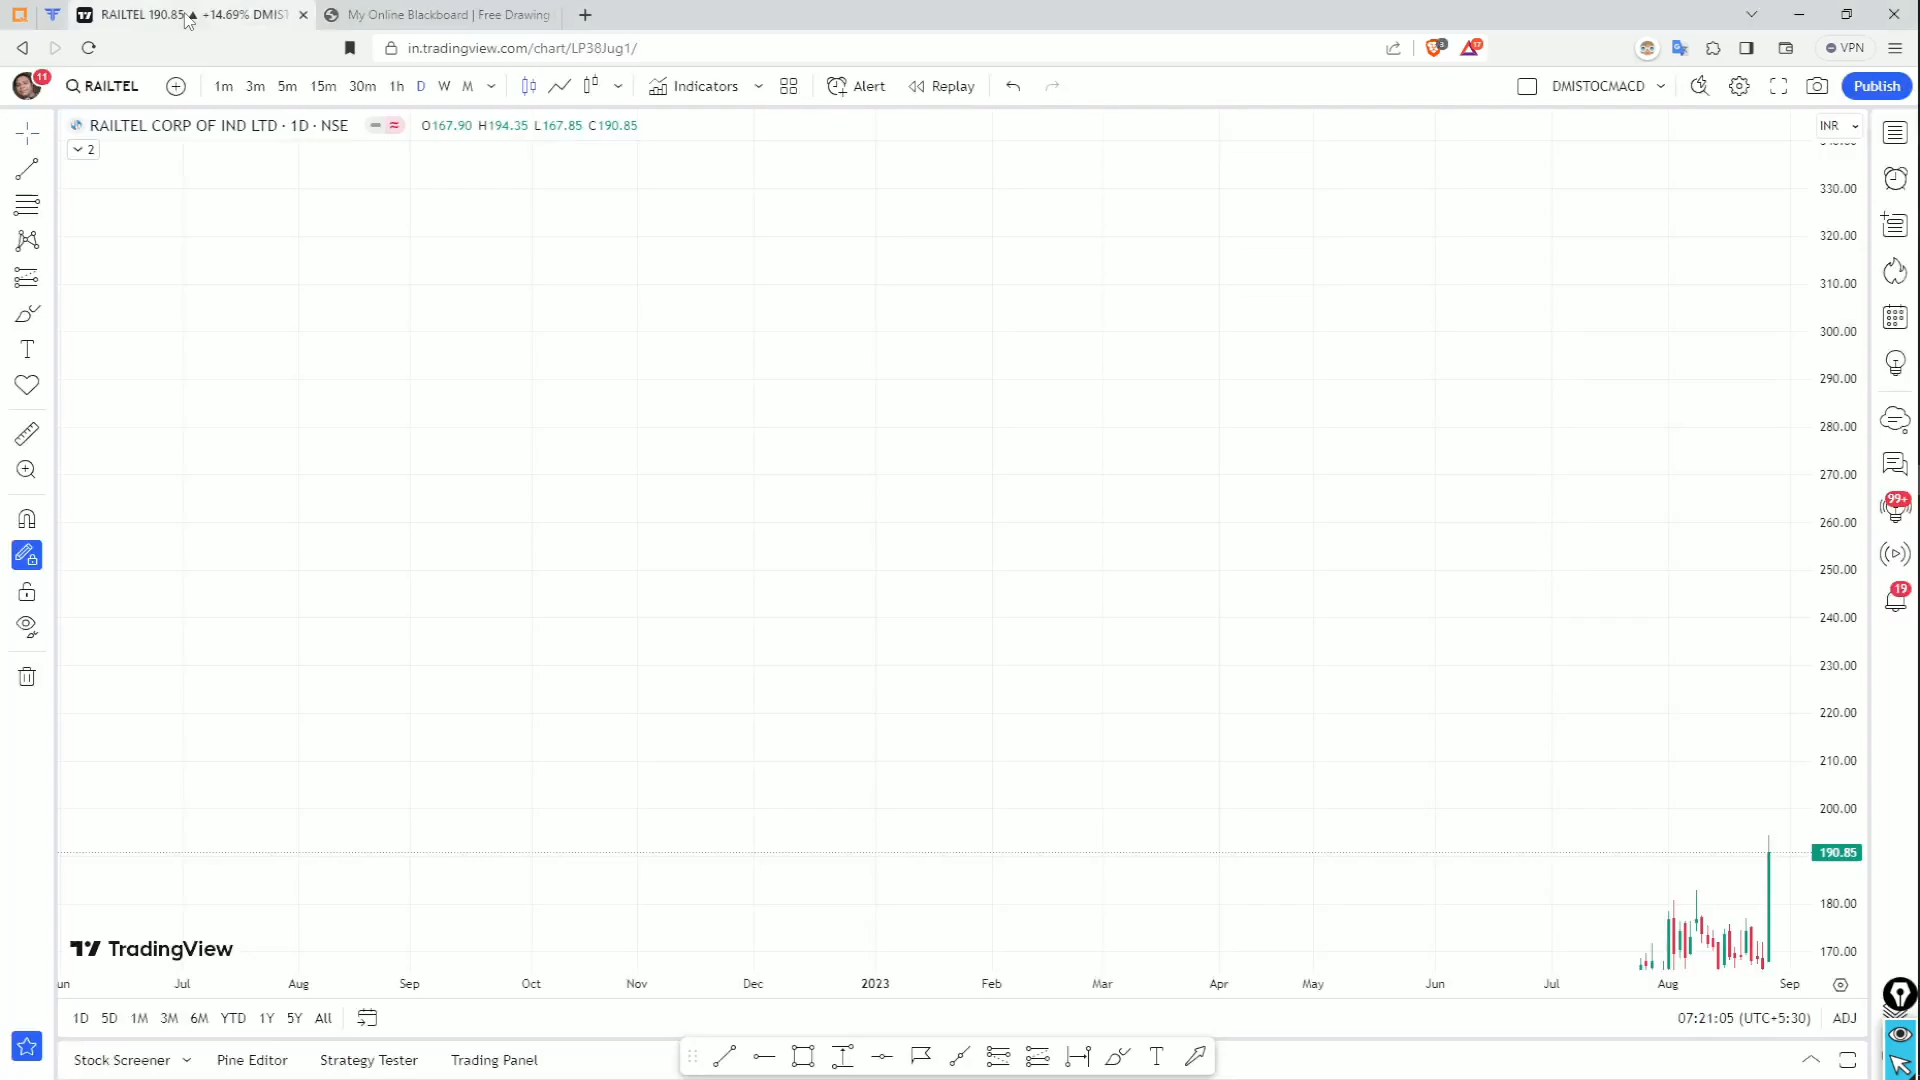 RAILTEL 190.85 ▲ +14.69% DMIST
My Online Blackboard | Free Drawing
in.tradingview.com/chart/LP38Jug1/
3
17
VPN
11
RAILTEL
1m 3m 5m 15m 30m 1h D W M
Indicators
Alert
Replay
DMISTOCMACD
Publish
RAILTEL CORP OF IND LTD · 1D · NSE
O167.90 H194.35 L167.85 C190.85
INR
2
330.00
320.00
310.00
300.00
290.00
280.00
270.00
260.00
250.00
240.00
230.00
220.00
210.00
200.00
190.85
180.00
170.00
99+
19
TradingView
un Jul Aug Sep Oct Nov Dec 2023 Feb Mar Apr May Jun Jul Aug Sep
1D 5D 1M 3M 6M YTD 1Y 5Y All
07:21:05 (UTC+5:30) ADJ
Stock Screener Pine Editor Strategy Tester Trading Panel